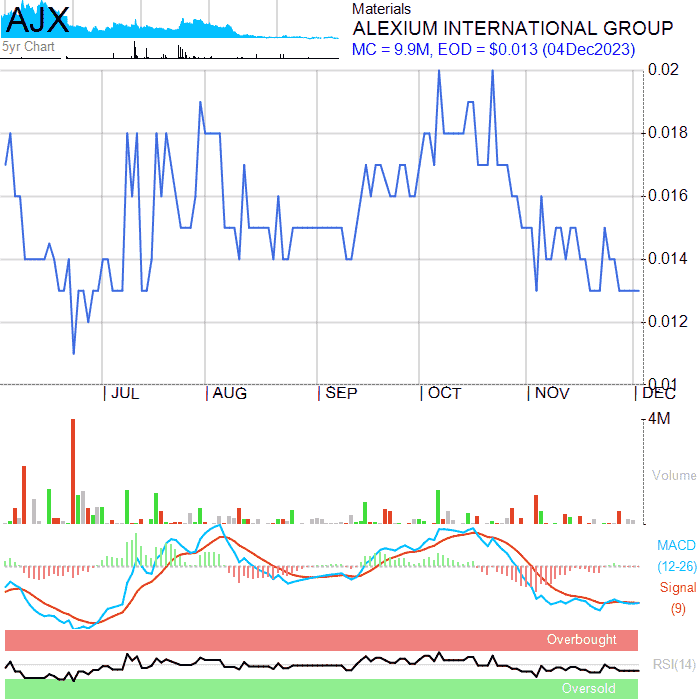 AJX
5yr Chart
Materials
ALEXIUM INTERNATIONAL GROUP
MC = 9.9M, EOD = $0.013 (04Dec2023)
0.02
0.018
0.016
0.014
0.012
0.01
JUL
AUG
SEP
OCT
NOV
DEC
4M
Volume
MACD
(12-26)
Signal
(9)
Overbought
RSI(14)
Oversold